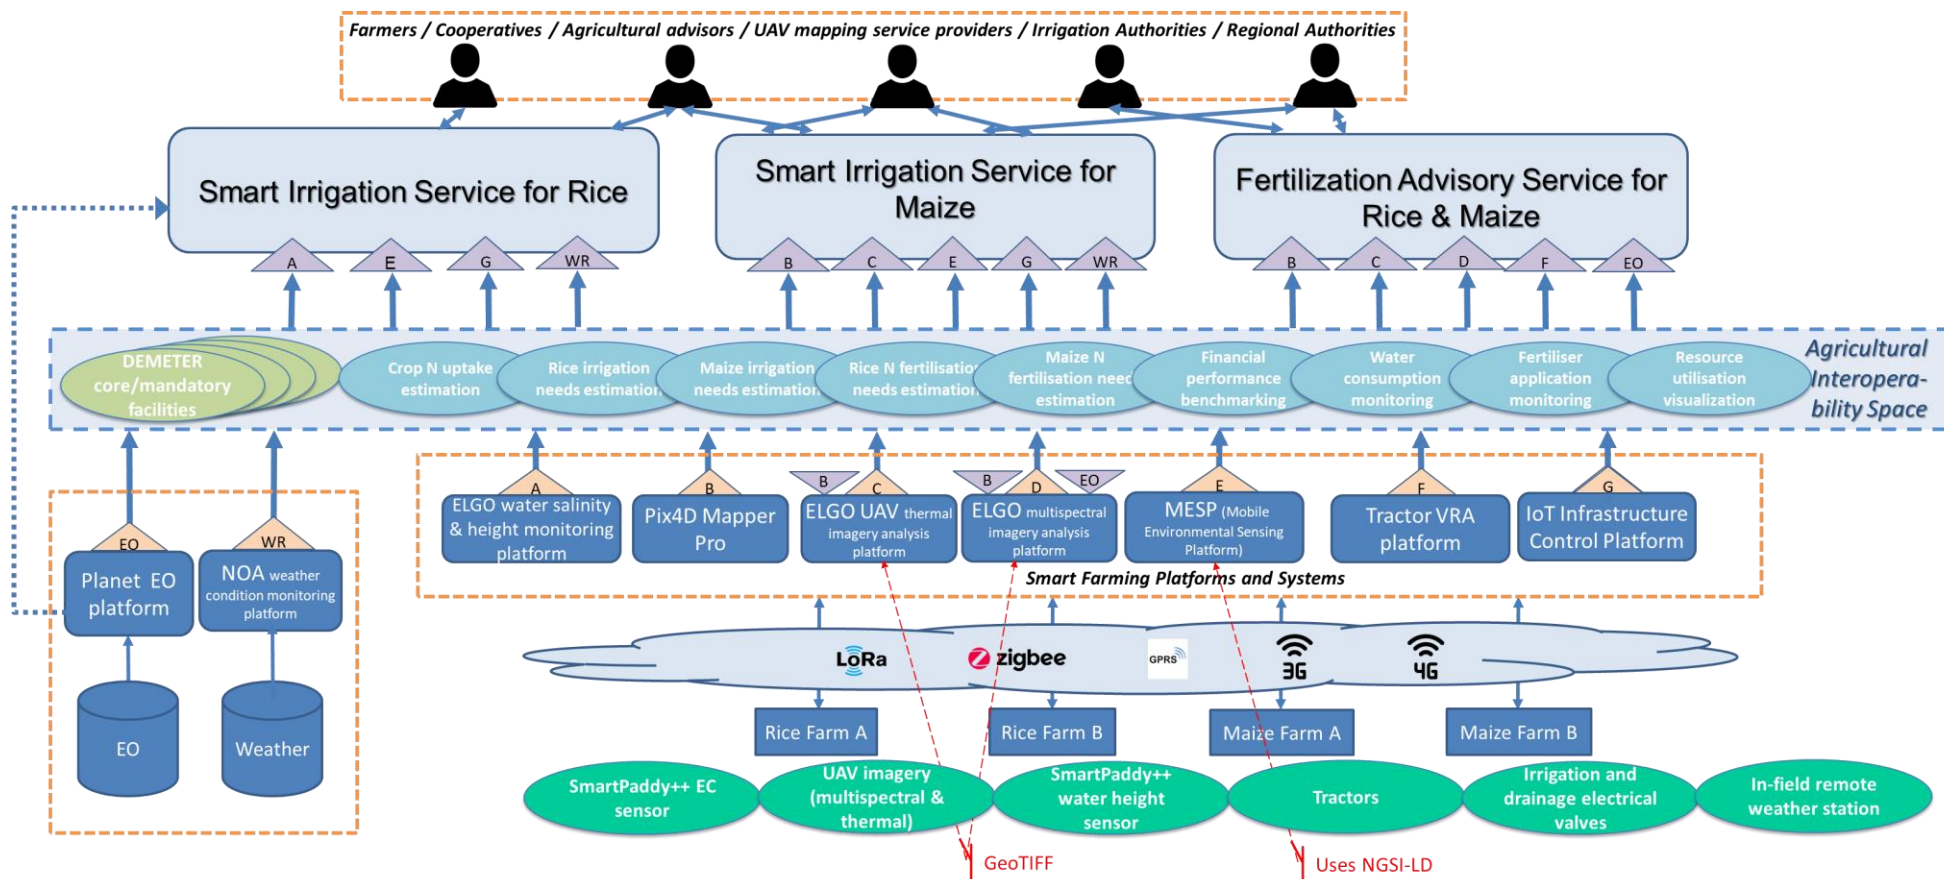 Farmers / Cooperatives / Agricultural advisors / UAV mapping service providers / Irrigation Authorities / Regional Authorities
Smart Irrigation Service for Rice
Smart Irrigation Service for
Maize
Fertilization Advisory Service for
Rice & Maize
A
E
G
WR
B
C
E
G
WR
B
C
D
F
EO
DEMETER
core/mandatory
facilities
Crop N uptake
estimation
Rice irrigation
needs estimation
Maize irrigation
needs estimation
Rice N fertilisation
needs estimation
Maize N
fertilisation need
estimation
Financial
performance
benchmarking
Water
consumption
monitoring
Fertiliser
application
monitoring
Resource
utilisation
visualization
Agricultural
Interopera-
bility Space
EO
Planet EO
platform
WR
NOA weather
condition monitoring
platform
EO
Weather
A
ELGO water salinity
& height monitoring
platform
B
Pix4D Mapper
Pro
B
C
ELGO UAV thermal
imagery analysis
platform
B
D
EO
ELGO multispectral
imagery analysis
platform
E
MESP (Mobile
Environmental Sensing
Platform)
F
Tractor VRA
platform
G
IoT Infrastructure
Control Platform
Smart Farming Platforms and Systems
LoRa
zigbee
GPRS
3G
4G
Rice Farm A
Rice Farm B
Maize Farm A
Maize Farm B
SmartPaddy++ EC
sensor
UAV imagery
(multispectral &
thermal)
SmartPaddy++
water height
sensor
Tractors
Irrigation and
drainage electrical
valves
In-field remote
weather station
GeoTIFF
Uses NGSI-LD